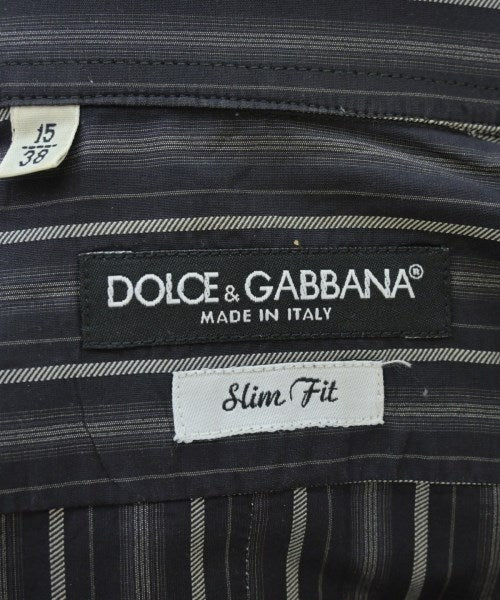 15
38
DOLCE & GABBANA®
MADE IN ITALY
Slim Fit